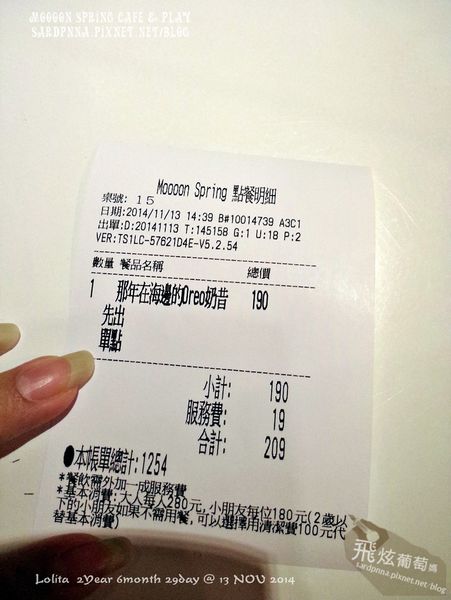 MOOOON SPRING CAFE & PLAY
SARDPNNA.PIXNET.NET/BLOG
Moooon Spring 點餐明細
桌號: 15
日期:2014/11/13 14:39 B#10014739 A3C1
出單:D:20141113 T:145158 G:1 U:18 P:2
VER:TS1LC-57621D4E-V5.2.54
數量 餐品名稱 總價
1 那年在海邊的Oreo奶昔 190
先出
單點
小計: 190
服務費: 19
合計: 209
●本帳單總計:1254
*餐飲需外加一成服務費
*基本消費:大人每人280元,小朋友每位180元(2歲以
下的小朋友如果不需用餐,可以選擇用清潔費100元代
替基本消費)
飛炫葡萄媽
sardpnna.pixnet.net/blog
Lolita 2Year 6month 29day @ 13 NOV 2014